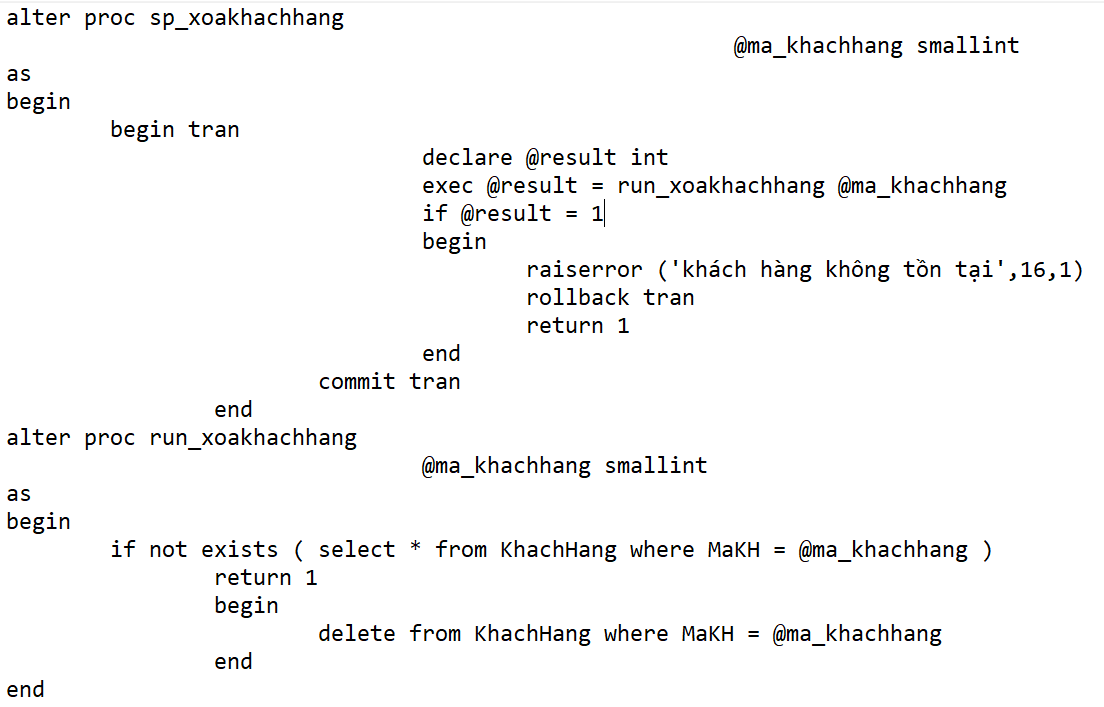 alter proc sp_xoakhachhang
@ma_khachhang smallint
as
begin
begin tran
declare @result int
exec @result = run_xoakhachhang @ma_khachhang
if @result = 1
begin
raiserror ('khách hàng không tồn tại',16,1)
rollback tran
return 1
end
commit tran
end
alter proc run_xoakhachhang
@ma_khachhang smallint
as
begin
if not exists ( select * from KhachHang where MaKH = @ma_khachhang )
return 1
begin
delete from KhachHang where MaKH = @ma_khachhang
end
end